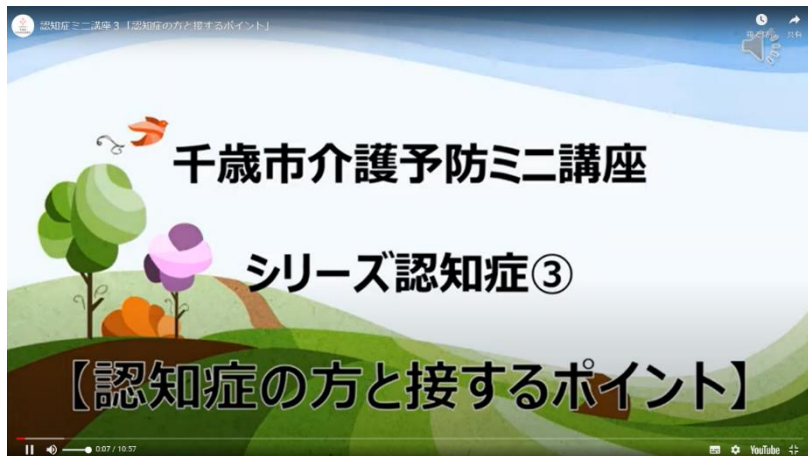 認知症ミニ講座３「認知症の方と接するポイント」
共有
千歳市介護予防ミニ講座
シリーズ認知症③
【認知症の方と接するポイント】
0:07 / 10:57
YouTube